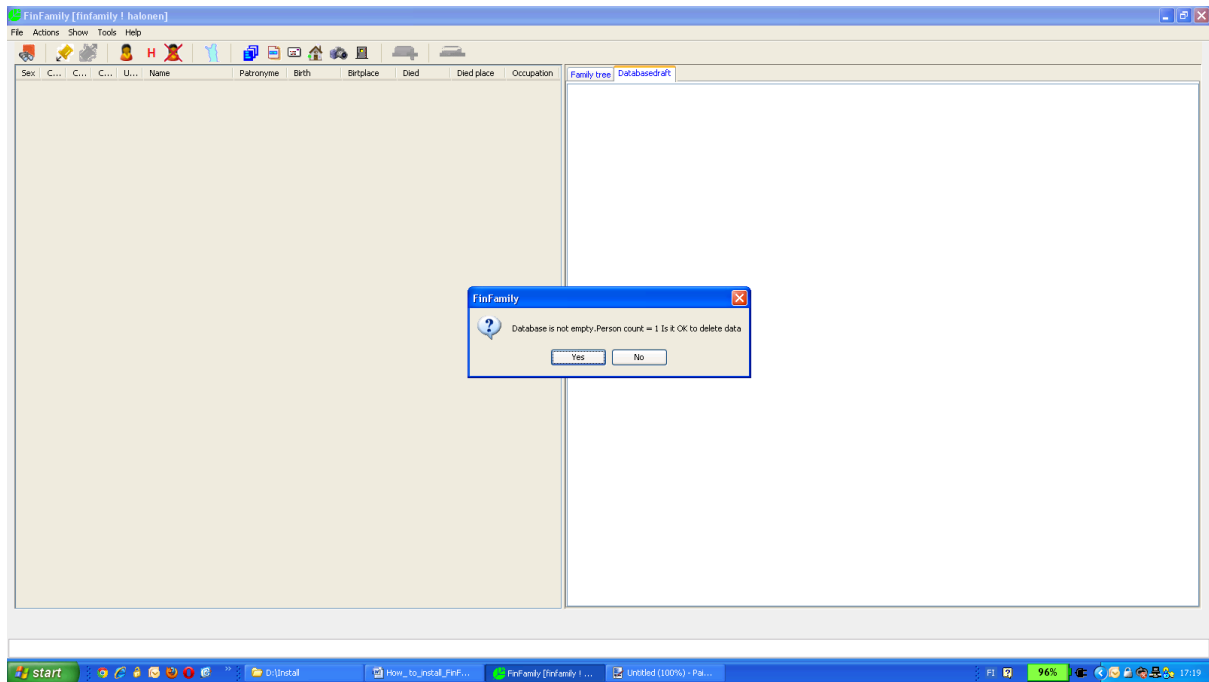 FinFamily [finfamily ! halonen]
File Actions Show Tools Help
H
Sex C... C... C... U... Name Patronyme Birth Birtplace Died Died place Occupation
Family tree Databasedraft
FinFamily
Database is not empty.Person count = 1 Is it OK to delete data
Yes No
start D:\Install How_to_install_FinF... FinFamily [finfamily ! ... Untitled (100%) - Pai... FI 96% 17:19